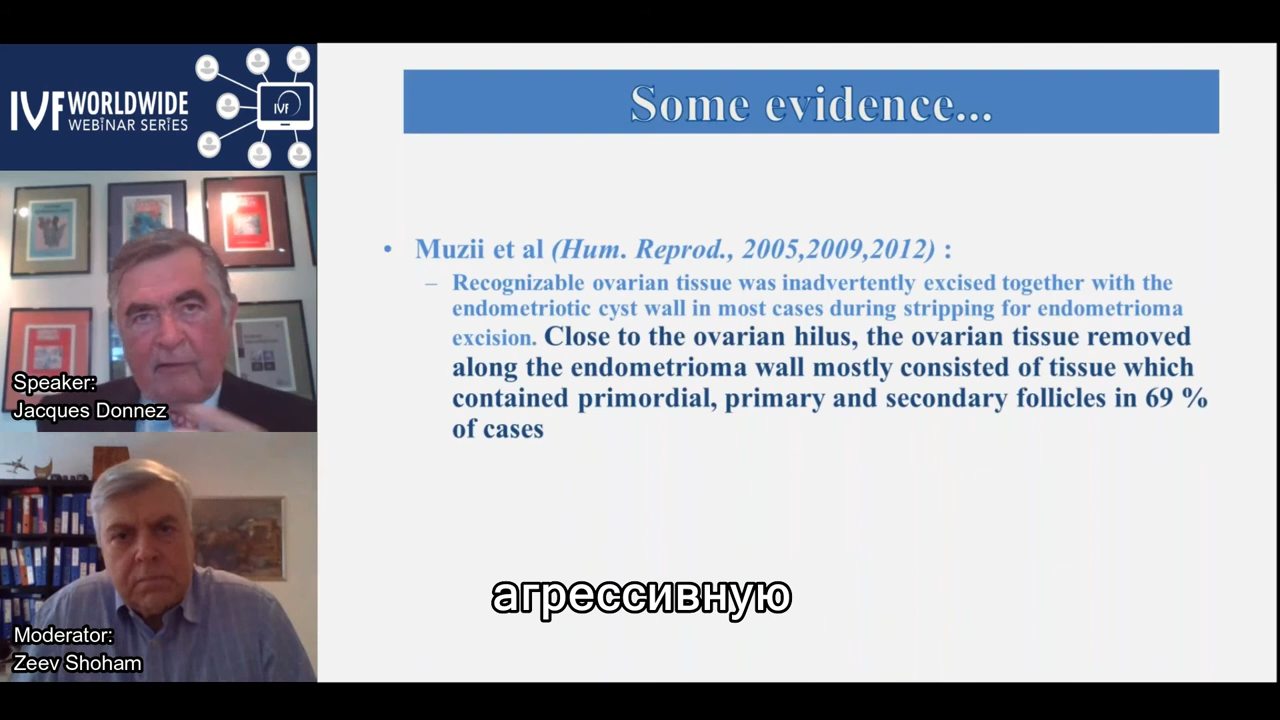 IVF WORLDWIDE
WEBINAR SERIES
IVF
Speaker:
Jacques Donnez
Moderator:
Zeev Shoham
Some evidence...
• Muzii et al (Hum. Reprod., 2005,2009,2012) :
– Recognizable ovarian tissue was inadvertently excised together with the
endometriotic cyst wall in most cases during stripping for endometrioma
excision. Close to the ovarian hilus, the ovarian tissue removed
along the endometrioma wall mostly consisted of tissue which
contained primordial, primary and secondary follicles in 69 %
of cases
агрессивную